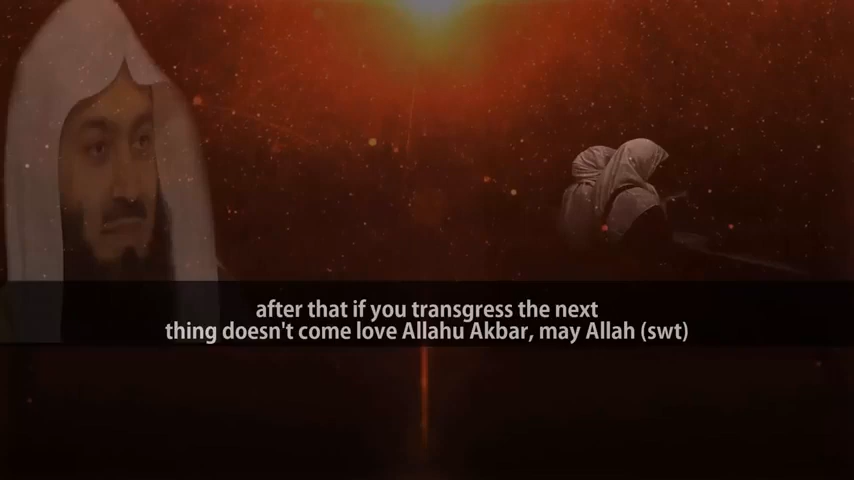 after that if you transgress the next
thing doesn't come love Allahu Akbar, may Allah (swt)